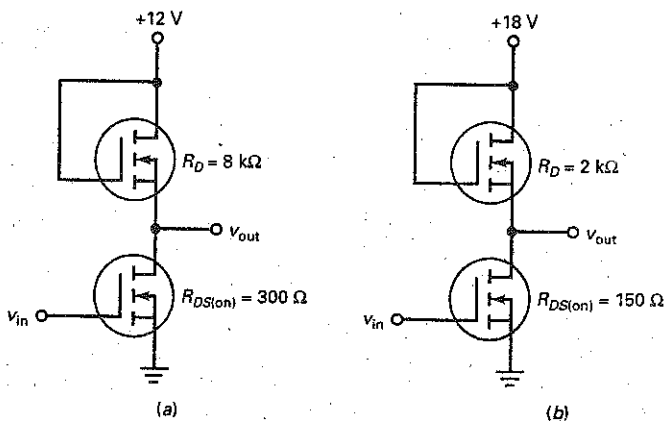 +12 V
R_D = 8 kΩ
v_out
R_DS(on) = 300 Ω
v_in
(a)
+18 V
R_D = 2 kΩ
v_out
R_DS(on) = 150 Ω
v_in
(b)